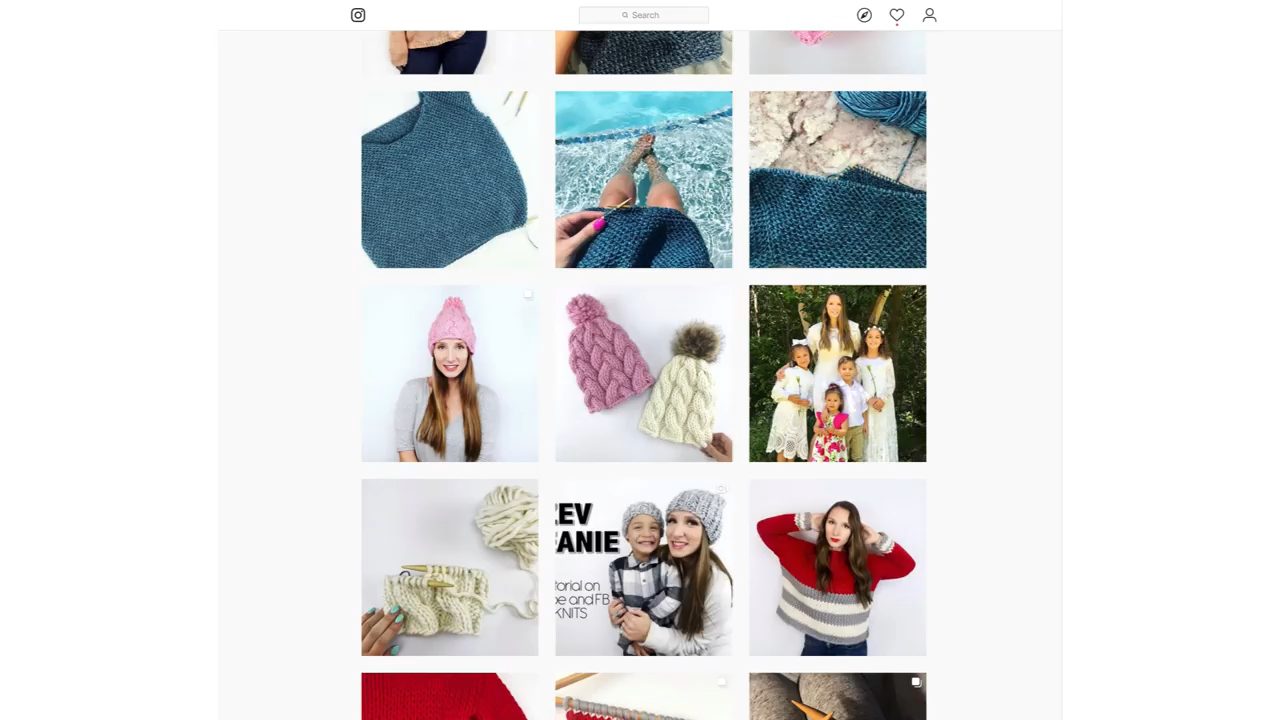 Search
EV
ANIE
torial on
be and FB
KNITS